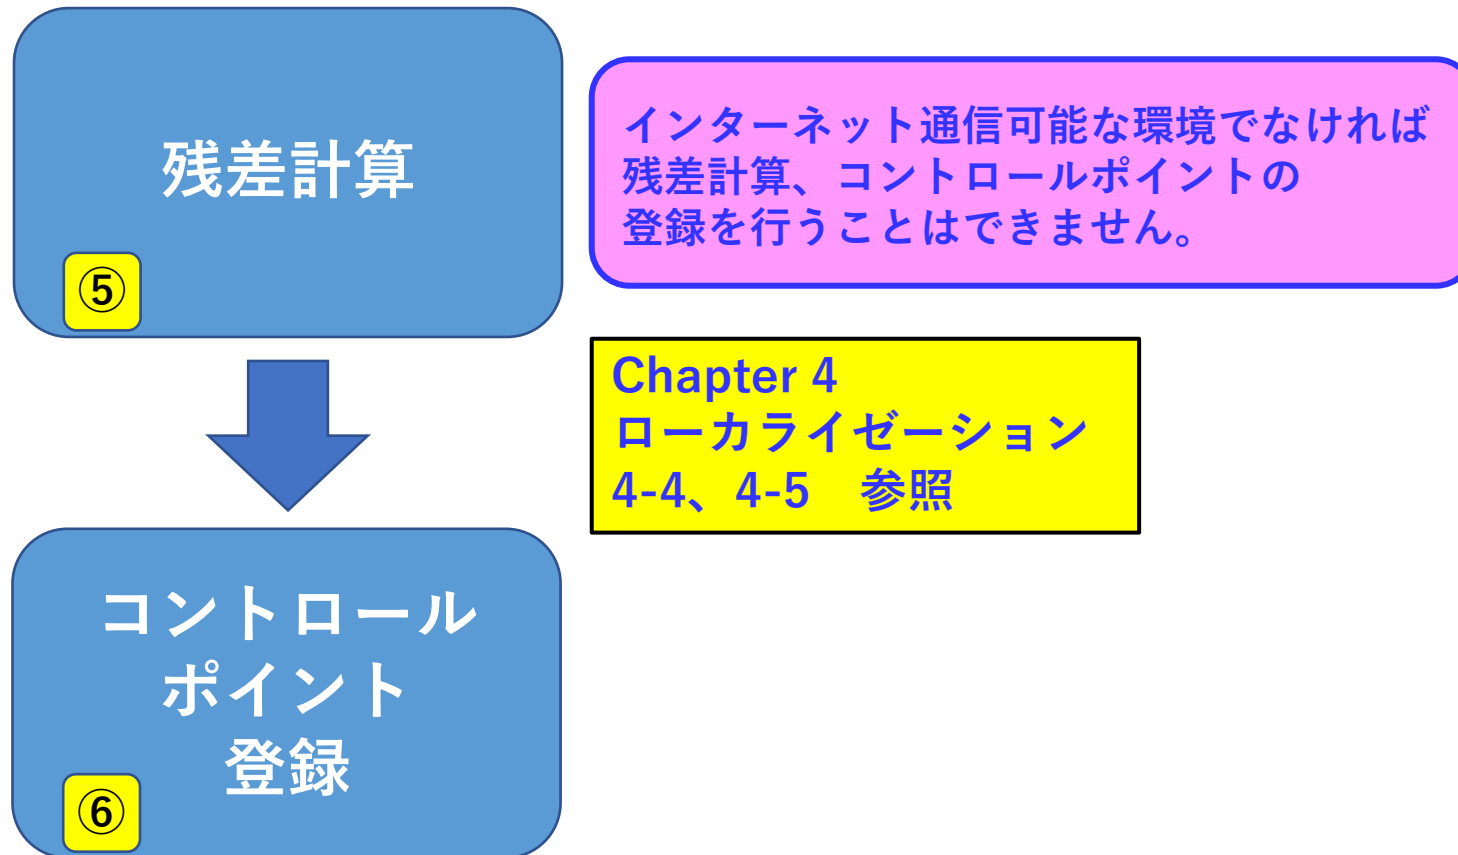 残差計算
⑤
インターネット通信可能な環境でなければ
残差計算、コントロールポイントの
登録を行うことはできません。
Chapter 4
ローカライゼーション
4-4、4-5　参照
コントロール
ポイント
登録
⑥